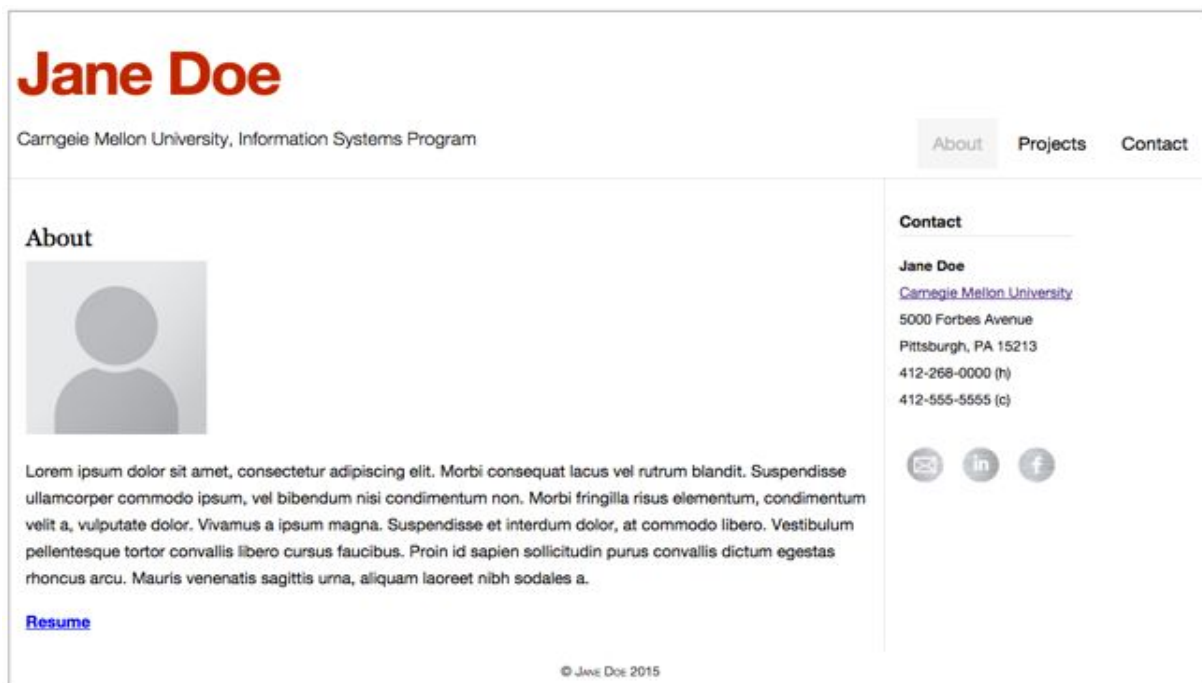 Jane Doe
Carngeie Mellon University, Information Systems Program
About Projects Contact
About
Lorem ipsum dolor sit amet, consectetur adipiscing elit. Morbi consequat lacus vel rutrum blandit. Suspendisse
ullamcorper commodo ipsum, vel bibendum nisi condimentum non. Morbi fringilla risus elementum, condimentum
velit a, vulputate dolor. Vivamus a ipsum magna. Suspendisse et interdum dolor, at commodo libero. Vestibulum
pellentesque tortor convallis libero cursus faucibus. Proin id sapien sollicitudin purus convallis dictum egestas
rhoncus arcu. Mauris venenatis sagittis urna, aliquam laoreet nibh sodales a.
Resume
Contact
Jane Doe
Carnegie Mellon University
5000 Forbes Avenue
Pittsburgh, PA 15213
412-268-0000 (h)
412-555-5555 (c)
in f
© JANE DOE 2015